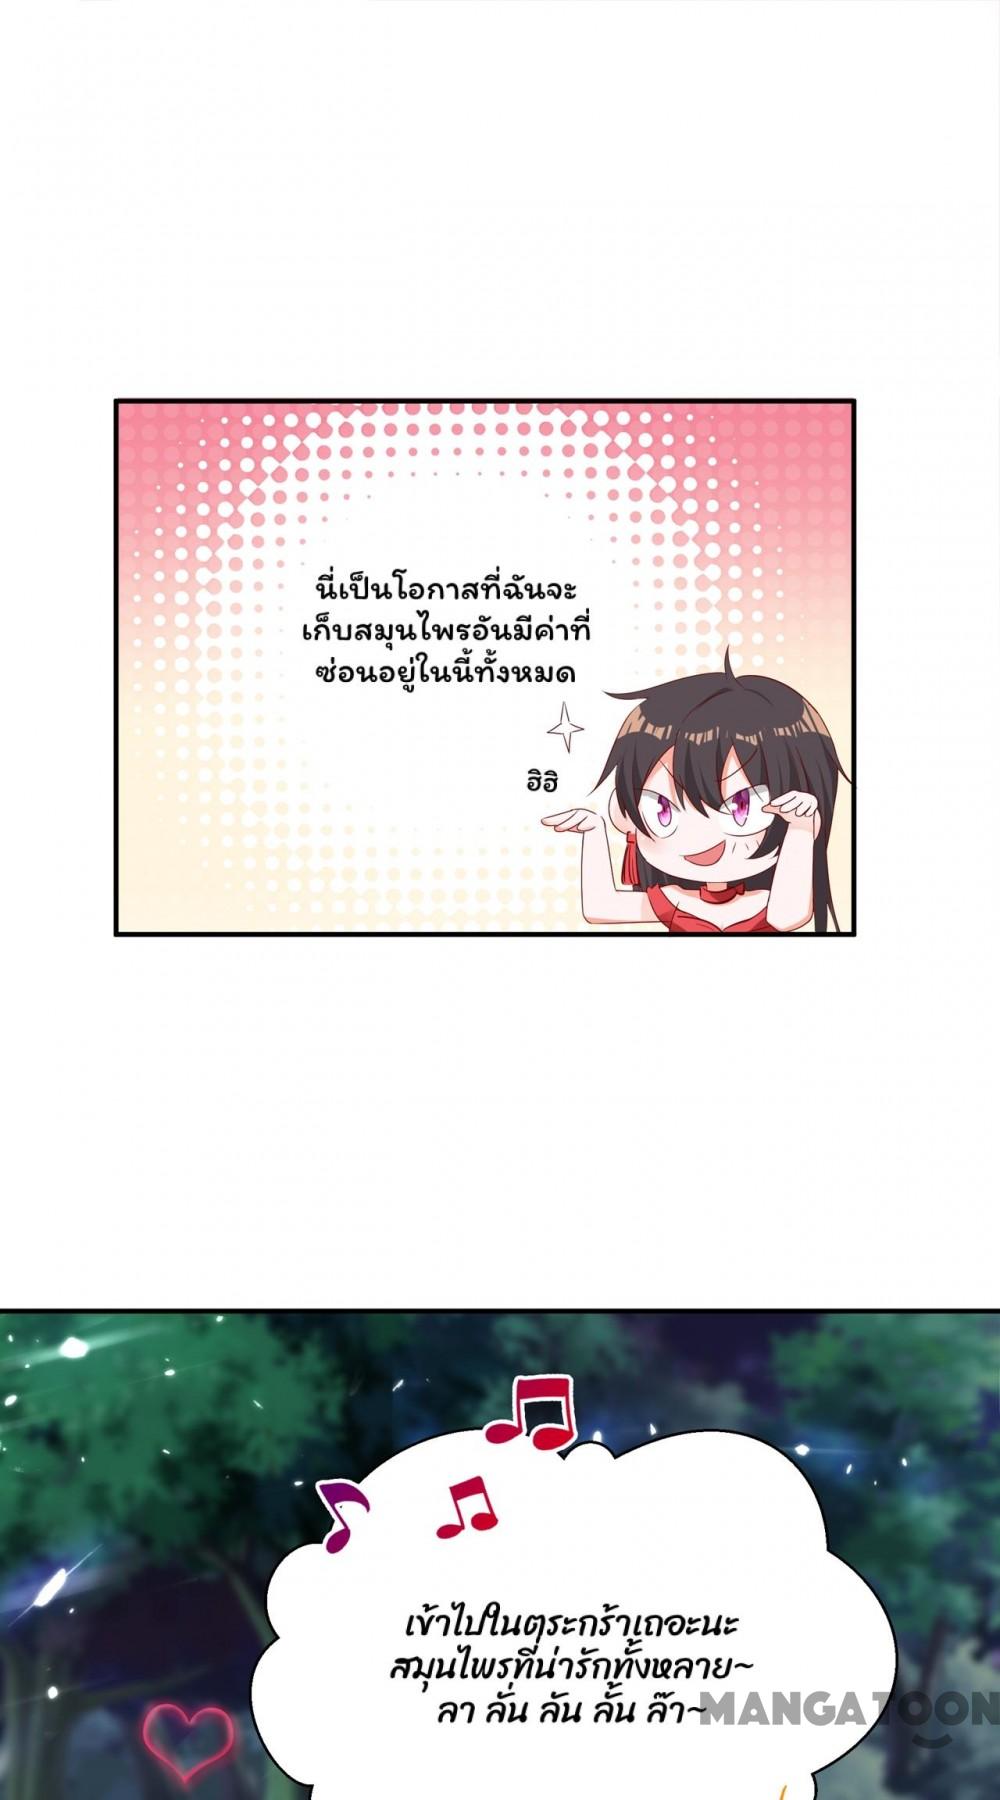 นี่เป็นโอกาสที่ฉันจะ
เก็บสมุนไพรอันมีค่าที่
ซ่อนอยู่ในนี้ทั้งหมด
ฮิฮิ
เข้าไปในตระกร้าเถอะนะ
สมุนไพรที่น่ารักทั้งหลาย~
ลา ลั่น ลัน ลั้น ล๊า~
MANGATOON